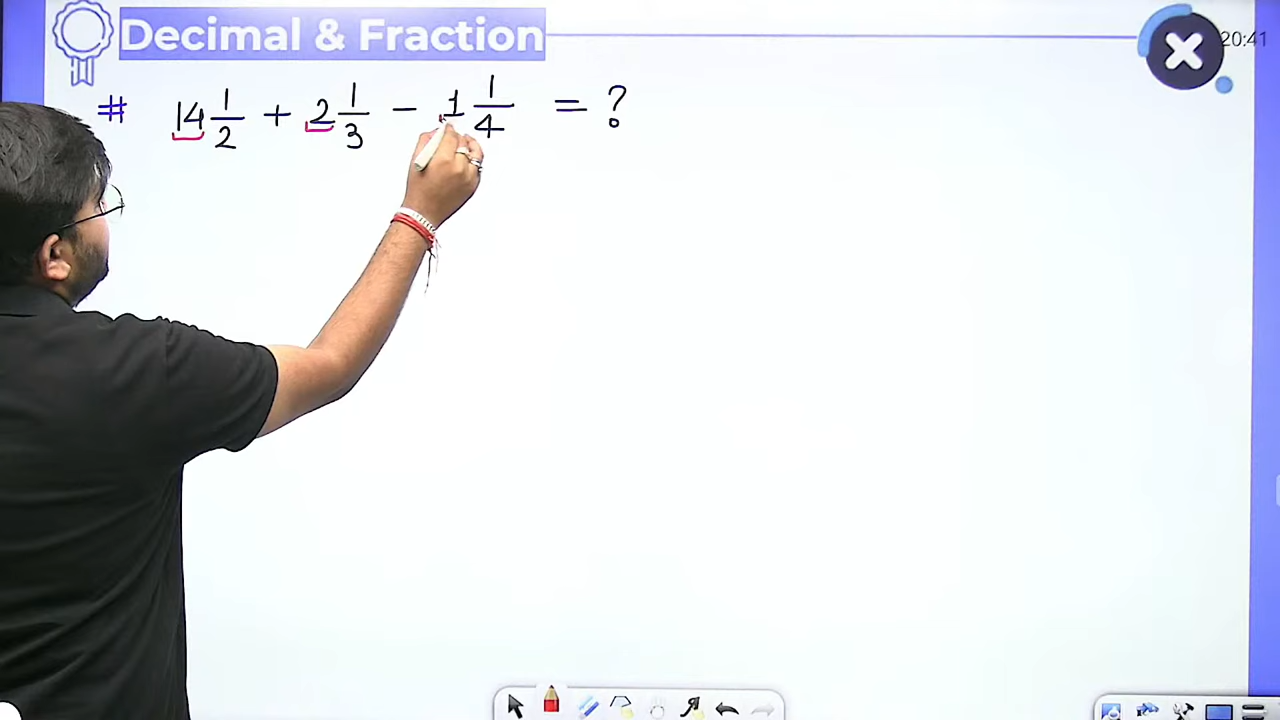 Decimal & Fraction
20:41
# 14 1/2 + 2 1/3 - 1 1/4 = ?